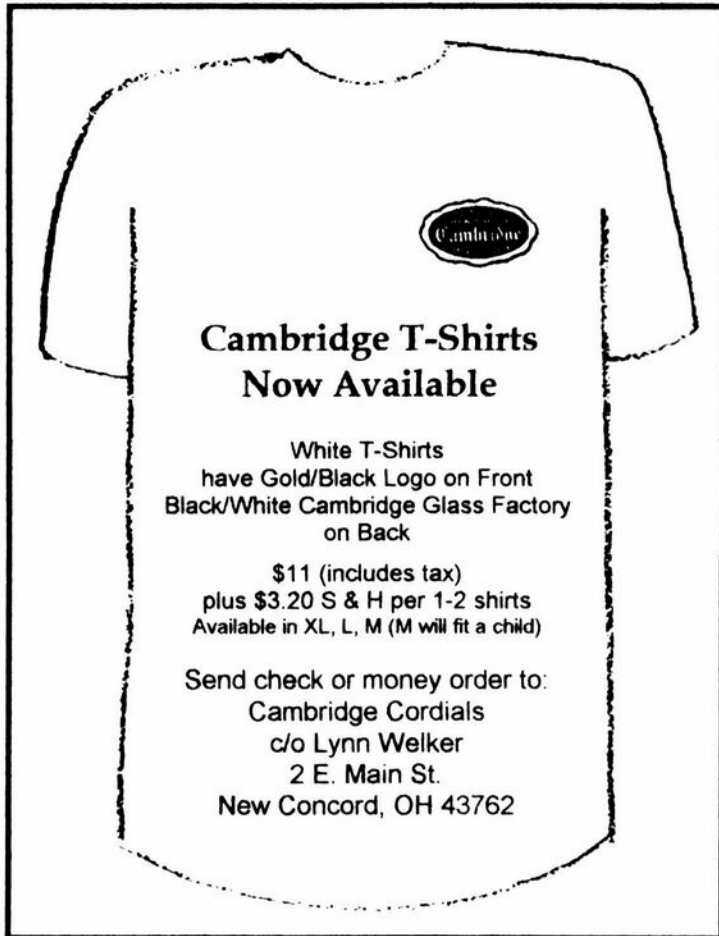 Cambridge
Cambridge T-Shirts
Now Available
White T-Shirts
have Gold/Black Logo on Front
Black/White Cambridge Glass Factory
on Back
$11 (includes tax)
plus $3.20 S & H per 1-2 shirts
Available in XL, L, M (M will fit a child)
Send check or money order to:
Cambridge Cordials
c/o Lynn Welker
2 E. Main St.
New Concord, OH 43762